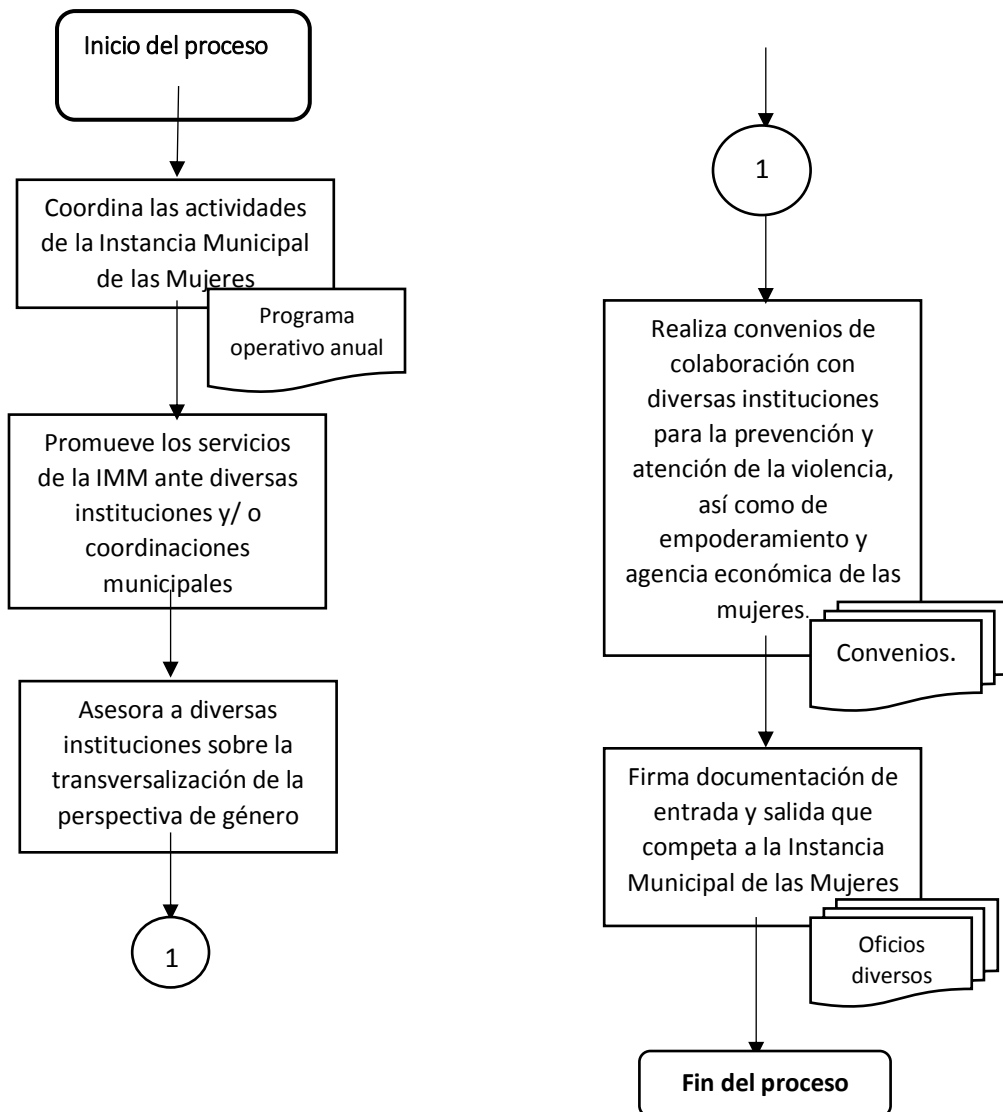 Inicio del proceso
Coordina las actividades
de la Instancia Municipal
de las Mujeres
Programa
operativo anual
Promueve los servicios
de la IMM ante diversas
instituciones y/ o
coordinaciones
municipales
Asesora a diversas
instituciones sobre la
transversalización de la
perspectiva de género
1
1
Realiza convenios de
colaboración con
diversas instituciones
para la prevención y
atención de la violencia,
así como de
empoderamiento y
agencia económica de las
mujeres.
Convenios.
Firma documentación de
entrada y salida que
competa a la Instancia
Municipal de las Mujeres
Oficios
diversos
Fin del proceso